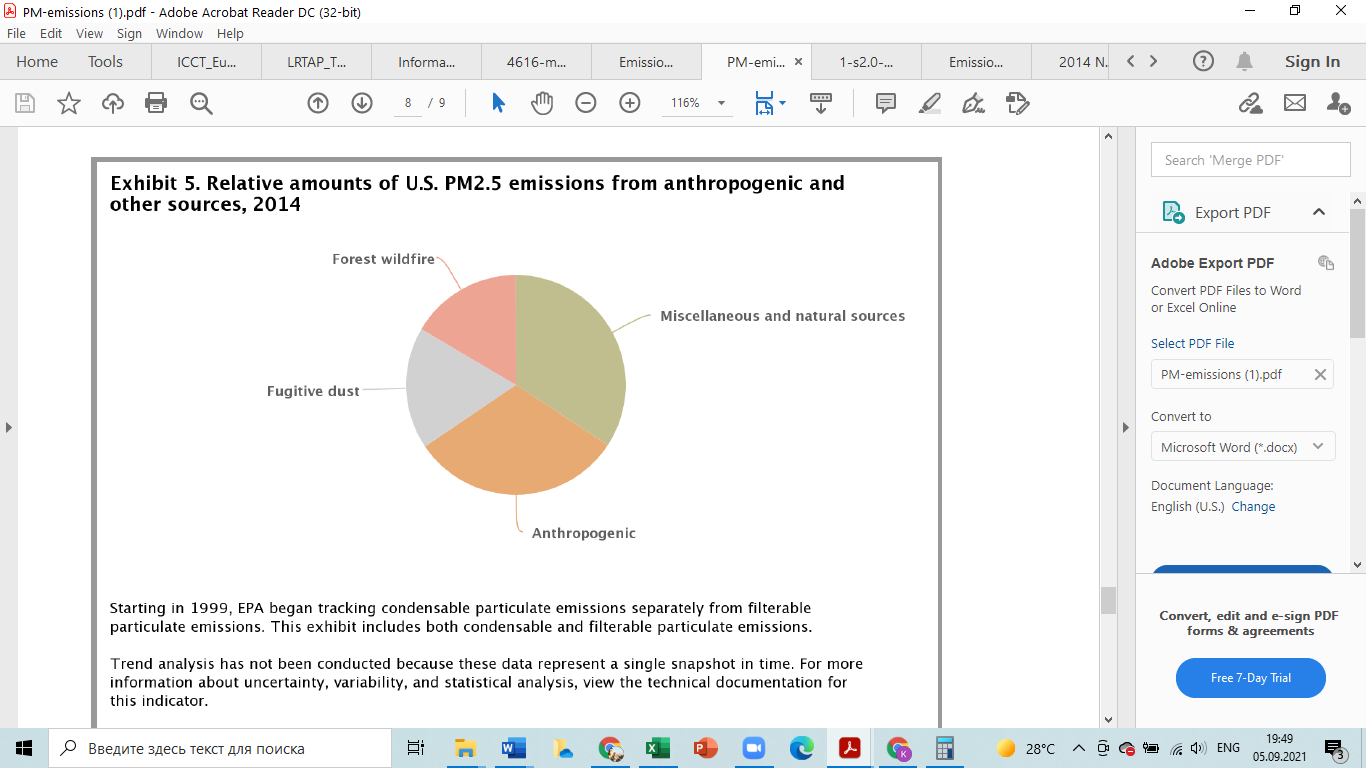 PM-emissions (1).pdf - Adobe Acrobat Reader DC (32-bit)
File Edit View Sign Window Help
Home Tools ICCT_Eu... LRTAP_T... Informa... 4616-m... Emissio... PM-emi... 1-s2.0-... Emissio... 2014 N. Sign In
8 / 9 116%
Exhibit 5. Relative amounts of U.S. PM2.5 emissions from anthropogenic and
other sources, 2014
Forest wildfire
Miscellaneous and natural sources
Fugitive dust
Anthropogenic
Starting in 1999, EPA began tracking condensable particulate emissions separately from filterable
particulate emissions. This exhibit includes both condensable and filterable particulate emissions.
Trend analysis has not been conducted because these data represent a single snapshot in time. For more
information about uncertainty, variability, and statistical analysis, view the technical documentation for
this indicator.
Search 'Merge PDF'
Export PDF
Adobe Export PDF
Convert PDF Files to Word
or Excel Online
Select PDF File
PM-emissions (1).pdf
Convert to
Microsoft Word (*.docx)
Document Language:
English (U.S.) Change
Convert, edit and e-sign PDF
forms & agreements
Free 7-Day Trial
Введите здесь текст для поиска
28°C
ENG
19:49
05.09.2021
3